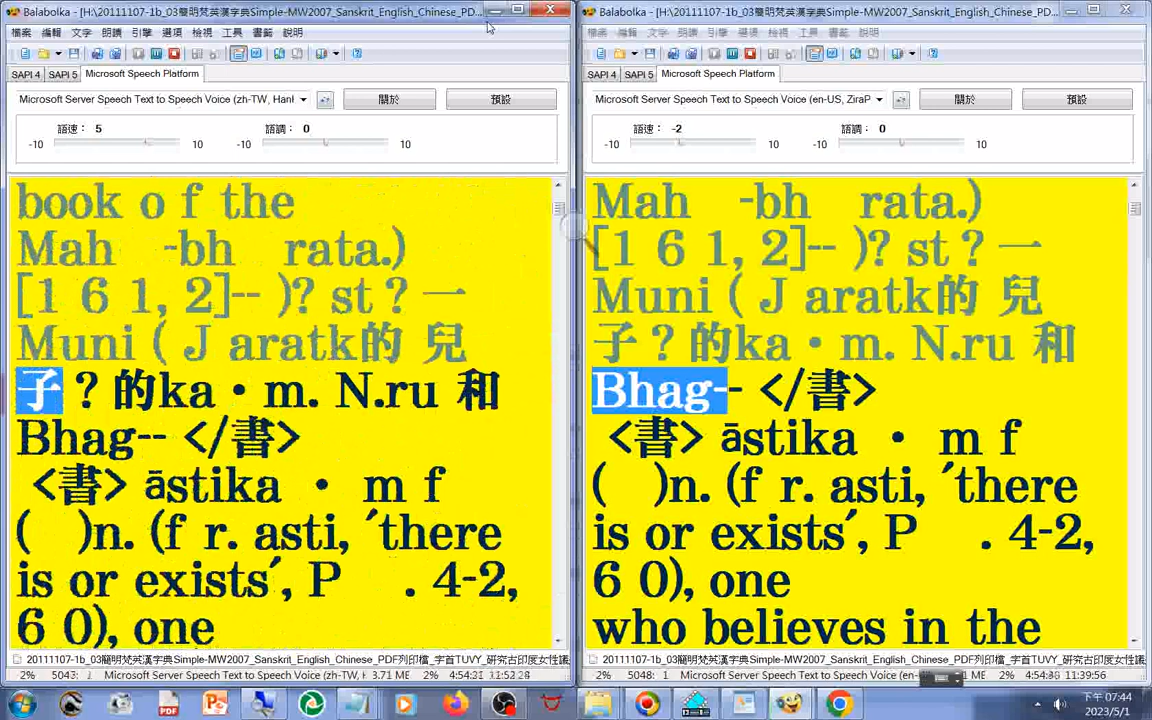 Balabolka - [H:\20111107-1b_03簡明梵英漢字典Simple-MW2007_Sanskrit_English_Chinese_PD...
檔案 編輯 文字 朗讀 引擎 選項 檢視 工具 書籤 說明
SAPI 4 SAPI 5 Microsoft Speech Platform
Microsoft Server Speech Text to Speech Voice (zh-TW, Hanl
關於 預設
語速: 5 語調: 0
-10 10 -10 10
book o f the
Mah -bh rata.)
[1 6 1, 2]-- )? st ? 一
Muni ( J aratk的 兒
子 ? 的ka • m. N.ru 和
Bhag-- </書>
<書> āstika • m f
( )n. (f r. asti, ´there
is or exists´, P . 4-2,
6 0), one
20111107-1b_03簡明梵英漢字典Simple-MW2007_Sanskrit_English_Chinese_PDF列印檔_字首TUVY_研究古印度女性議
2% 5043: 1 Microsoft Server Speech Text to Speech Voice (zh-TW, H 3.71 ME 2% 4:54:21 11:52:28
Balabolka - [H:\20111107-1b_03簡明梵英漢字典Simple-MW2007_Sanskrit_English_Chinese_PD...
檔案 編輯 文字 朗讀 引擎 選項 檢視 工具 書籤 說明
SAPI 4 SAPI 5 Microsoft Speech Platform
Microsoft Server Speech Text to Speech Voice (en-US, ZiraP
關於 預設
語速: -2 語調: 0
-10 10 -10 10
Mah -bh rata.)
[1 6 1, 2]-- )? st ? 一
Muni ( J aratk的 兒
子 ? 的ka • m. N.ru 和
Bhag-- </書>
<書> āstika • m f
( )n. (f r. asti, ´there
is or exists´, P . 4-2,
6 0), one
who believes in the
20111107-1b_03簡明梵英漢字典Simple-MW2007_Sanskrit_English_Chinese_PDF列印檔_字首TUVY_研究古印度女性議
2% 5048: 1 Microsoft Server Speech Text to Speech Voice (en-US 2% 4:54:38 11:39:56
下午 07:44
2023/5/1